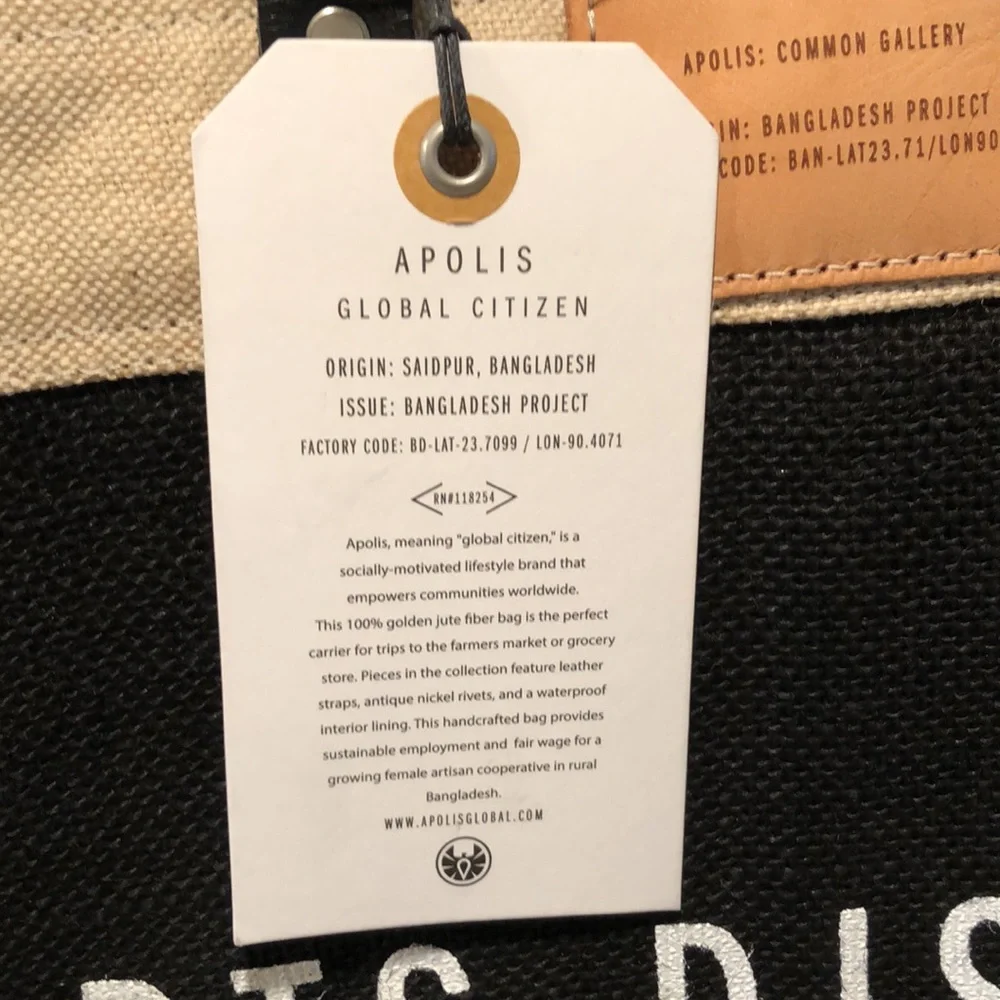 APOLIS: COMMON GALLERY
IN: BANGLADESH PROJECT
CODE: BAN-LAT23.71/LON90
APOLIS
GLOBAL CITIZEN
ORIGIN: SAIDPUR, BANGLADESH
ISSUE: BANGLADESH PROJECT
FACTORY CODE: BD-LAT-23.7099 / LON-90.4071
RN#118254
Apolis, meaning "global citizen," is a
socially-motivated lifestyle brand that
empowers communities worldwide.
This 100% golden jute fiber bag is the perfect
carrier for trips to the farmers market or grocery
store. Pieces in the collection feature leather
straps, antique nickel rivets, and a waterproof
interior lining. This handcrafted bag provides
sustainable employment and fair wage for a
growing female artisan cooperative in rural
Bangladesh.
WWW.APOLISGLOBAL.COM
RTS DIS